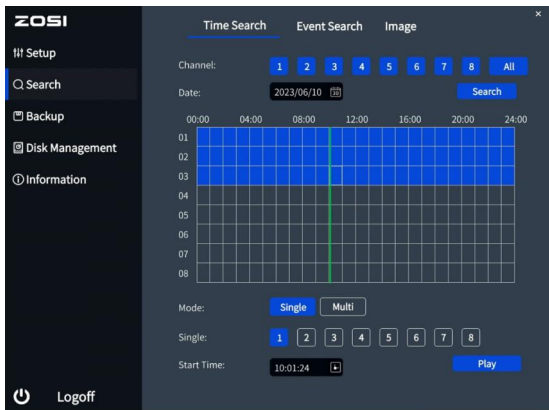 ZOSI
×
Time Search Event Search Image
Setup
Search
Backup
Disk Management
Information
Logoff
Channel: 1 2 3 4 5 6 7 8 All
Date: 2023/06/10 Search
00:00 04:00 08:00 12:00 16:00 20:00 24:00
01
02
03
04
05
06
07
08
Mode: Single Multi
Single: 1 2 3 4 5 6 7 8
Start Time: 10:01:24 Play